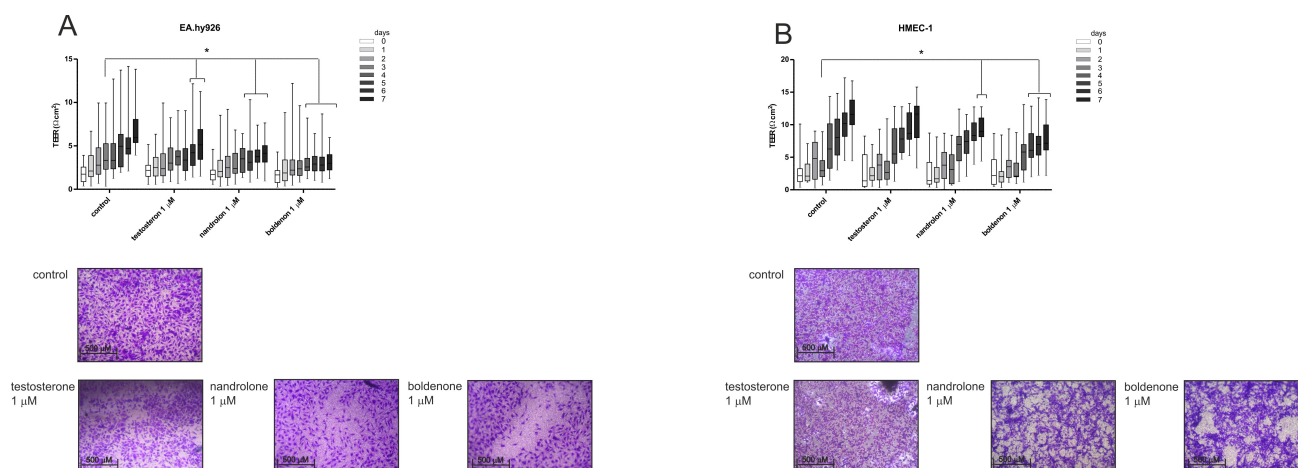 A
EA.hy926
days
0
1
2
3
4
5
6
7
*
15
10
5
0
TEER (Ω cm²)
control
testosteron 1 μM
nandrolon 1 μM
boldenon 1 μM
control
500 μM
testosterone
1 μM
500 μM
nandrolone
1 μM
500 μM
boldenone
1 μM
500 μM
B
HMEC-1
days
0
1
2
3
4
5
6
7
*
20
15
10
5
0
TEER (Ω cm²)
control
testosteron 1 μM
nandrolon 1 μM
boldenon 1 μM
control
500 μM
testosterone
1 μM
500 μM
nandrolone
1 μM
500 μM
boldenone
1 μM
500 μM